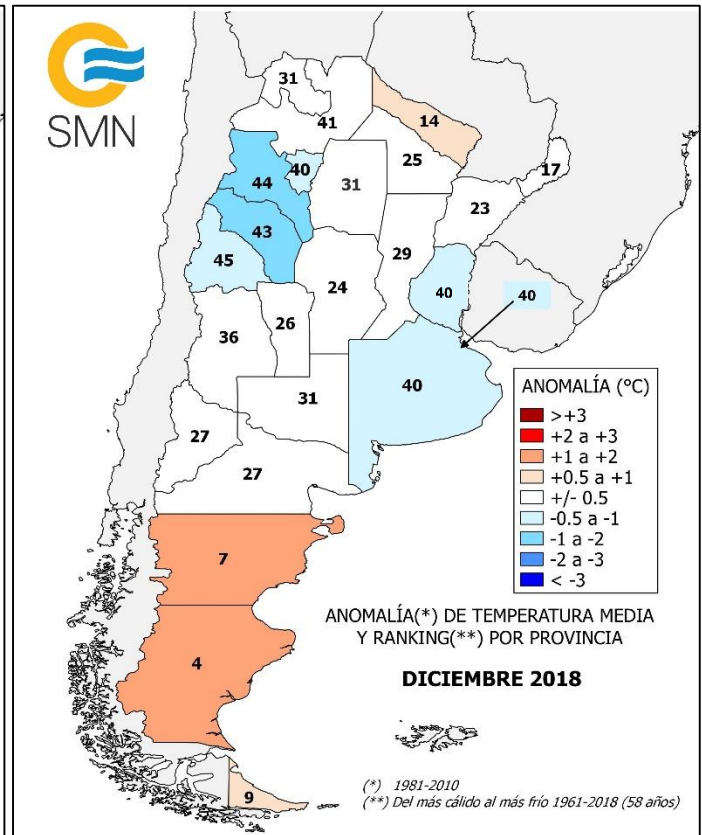 SMN
31
41
14
25
17
44
40
31
23
43
29
45
24
40
40
36
26
40
31
27
27
7
4
9
ANOMALÍA (°C)
>+3
+2 a +3
+1 a +2
+0.5 a +1
+/- 0.5
-0.5 a -1
-1 a -2
-2 a -3
< -3
ANOMALÍA(*) DE TEMPERATURA MEDIA
Y RANKING(**) POR PROVINCIA
DICIEMBRE 2018
(*) 1981-2010
(**) Del más cálido al más frío 1961-2018 (58 años)